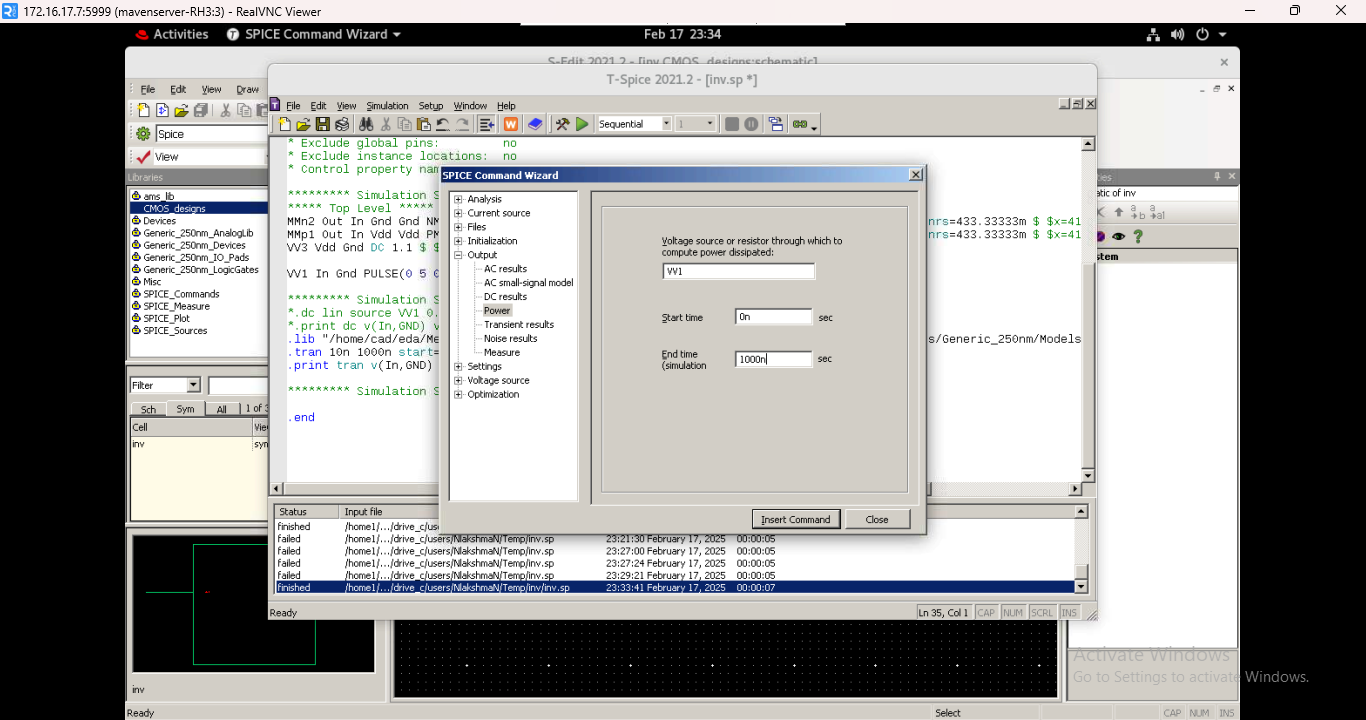 172.16.17.7:5999 (mavenserver-RH3:3) - RealVNC Viewer
Activities
SPICE Command Wizard
Feb 17 23:34
S-Edit 2021.2 - [inv CMOS_designs:schematic]
T-Spice 2021.2 - [inv.sp *]
File Edit View Draw
File Edit View Simulation Setup Window Help
Spice
Sequential
1
View
Libraries
ams_lib
CMOS_designs
Devices
Generic_250nm_AnalogLib
Generic_250nm_Devices
Generic_250nm_IO_Pads
Generic_250nm_LogicGates
Misc
SPICE_Commands
SPICE_Measure
SPICE_Plot
SPICE_Sources
Filter
Sch Sym All 1 of 3
Cell
inv
inv
Ready
* Exclude global pins: no
* Exclude instance locations: no
* Control property nam
********* Simulation S
***** Top Level *****
MMn2 Out In Gnd Gnd NM
nrs=433.33333m $ $x=41
MMp1 Out In Vdd Vdd PM
nrs=433.33333m $ $x=41
VV3 Vdd Gnd DC 1.1 $ $
VV1 In Gnd PULSE(0 5 0
********* Simulation S
*.dc lin source VV1 0.
*.print dc v(In,GND) v
.lib "/home/cad/eda/Me
s/Generic_250nm/Models
.tran 10n 1000n start=
.print tran v(In,GND)
********* Simulation S
.end
SPICE Command Wizard
Analysis
Current source
Files
Initialization
Output
AC results
AC small-signal model
DC results
Power
Transient results
Noise results
Measure
Settings
Voltage source
Optimization
Voltage source or resistor through which to
compute power dissipated:
VV1
Start time 0n sec
End time
(simulation 1000n sec
Insert Command Close
Status Input file
finished /home1/.../drive_c/use
failed /home1/.../drive_c/users/NlakshmaN/Temp/inv.sp 23:21:30 February 17, 2025 00:00:05
failed /home1/.../drive_c/users/NlakshmaN/Temp/inv.sp 23:27:00 February 17, 2025 00:00:05
failed /home1/.../drive_c/users/NlakshmaN/Temp/inv.sp 23:27:24 February 17, 2025 00:00:05
failed /home1/.../drive_c/users/NlakshmaN/Temp/inv.sp 23:29:21 February 17, 2025 00:00:05
finished /home1/.../drive_c/users/NlakshmaN/Temp/inv/inv.sp 23:33:41 February 17, 2025 00:00:07
Ready
Ln 35, Col 1 CAP NUM SCRL INS
atic of inv
stem
Activate Windows
Go to Settings to activate Windows.
Select
CAP NUM INS